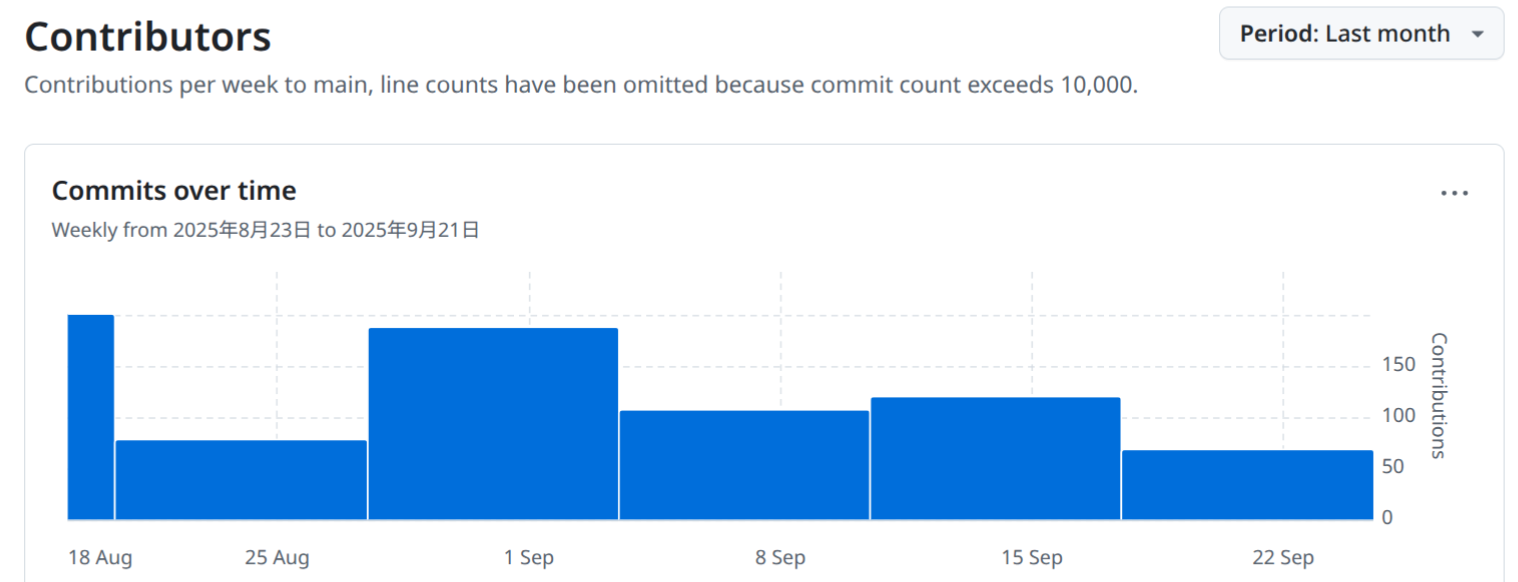 Contributors
Period: Last month
Contributions per week to main, line counts have been omitted because commit count exceeds 10,000.
Commits over time
Weekly from 2025年8月23日 to 2025年9月21日
150
100
50
0
Contributions
18 Aug
25 Aug
1 Sep
8 Sep
15 Sep
22 Sep